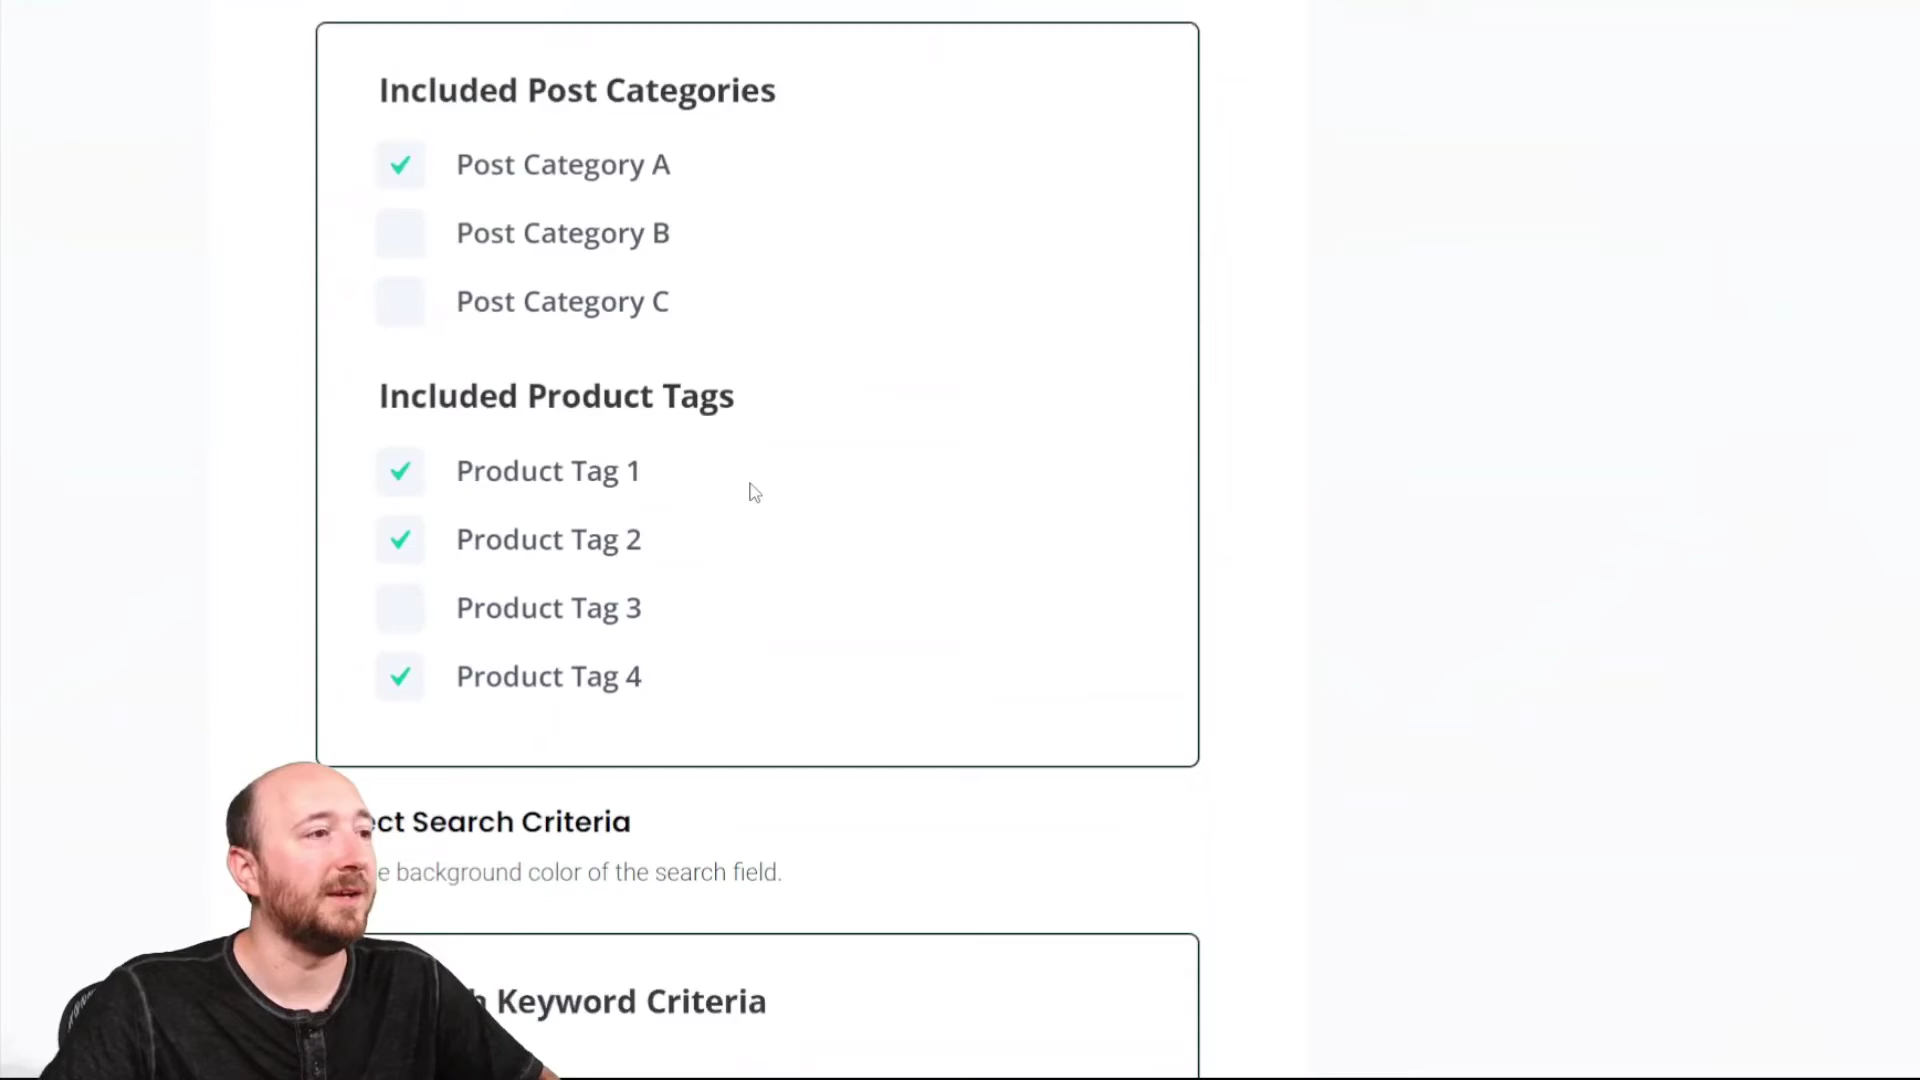 Included Post Categories
Post Category A
Post Category B
Post Category C
Included Product Tags
Product Tag 1
Product Tag 2
Product Tag 3
Product Tag 4
Search Criteria
background color of the search field.
Keyword Criteria